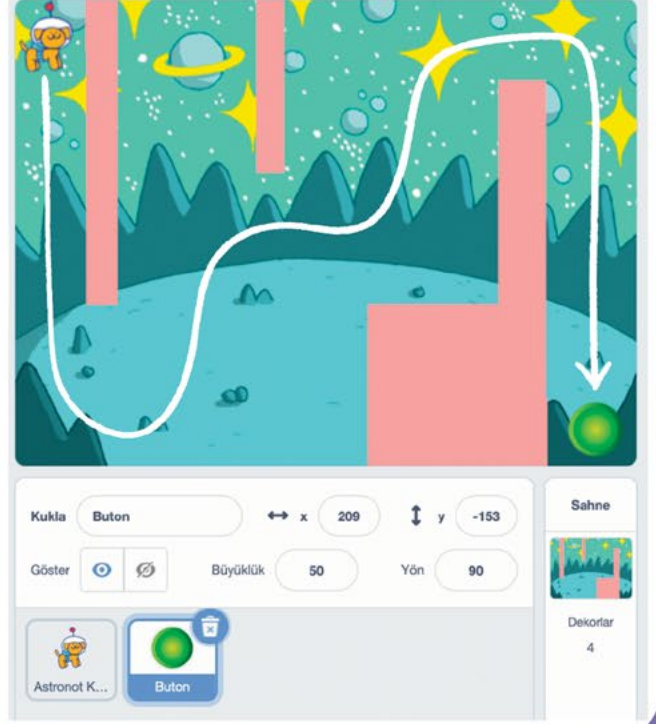 Kukla Buton x 209 y -153
Göster Büyüklük 50 Yön 90
Sahne
Dekorlar
4
Astronot K...
Buton